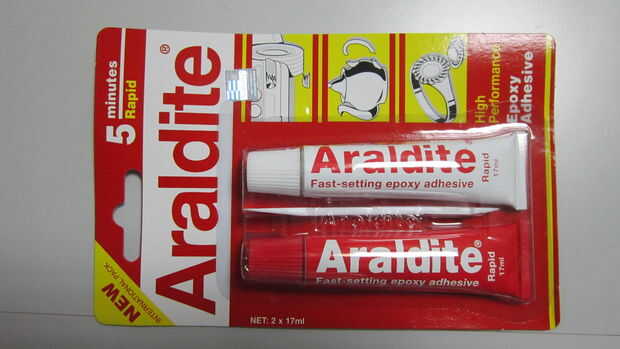 5 minutes
Rapid
Araldite®
NEW
INTERNATIONAL PACK
High
Performance
Epoxy
Adhesive
Araldite®
Fast-setting epoxy adhesive
Rapid
17ml
Araldite®
Fast-setting epoxy adhesive
Rapid
17ml
NET: 2 x 17ml